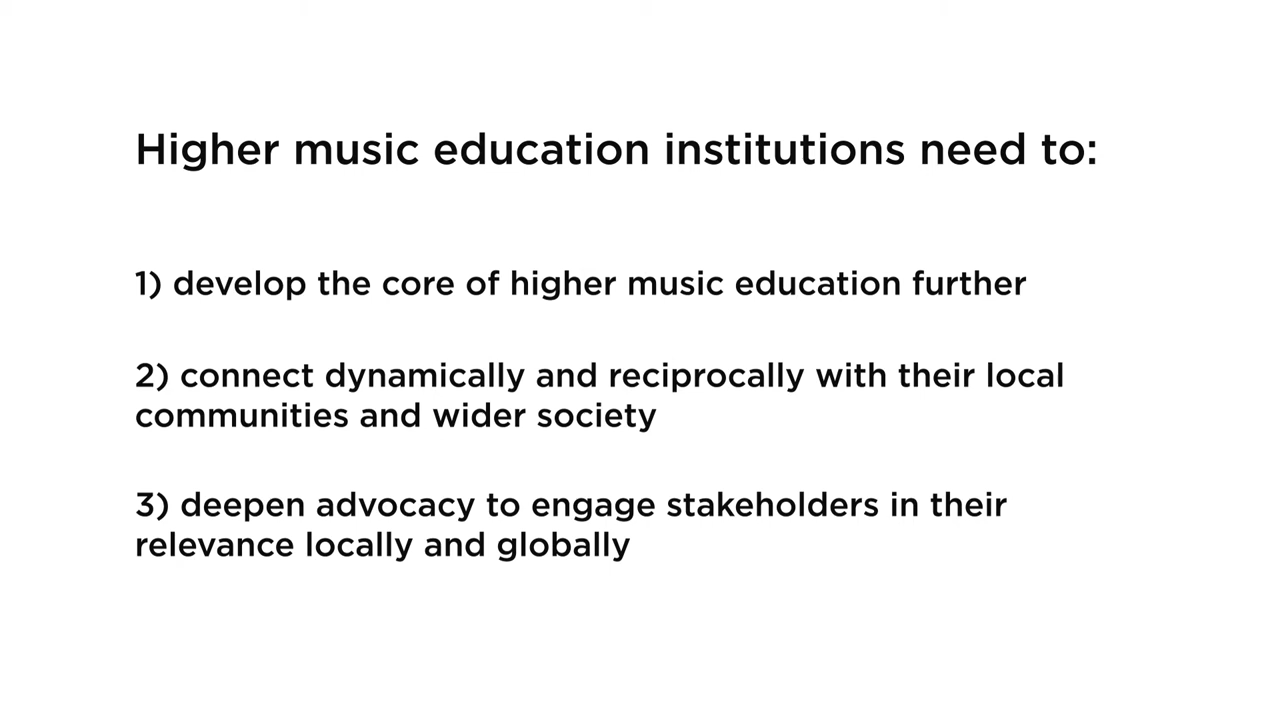 Higher music education institutions need to:
1) develop the core of higher music education further
2) connect dynamically and reciprocally with their local
communities and wider society
3) deepen advocacy to engage stakeholders in their
relevance locally and globally